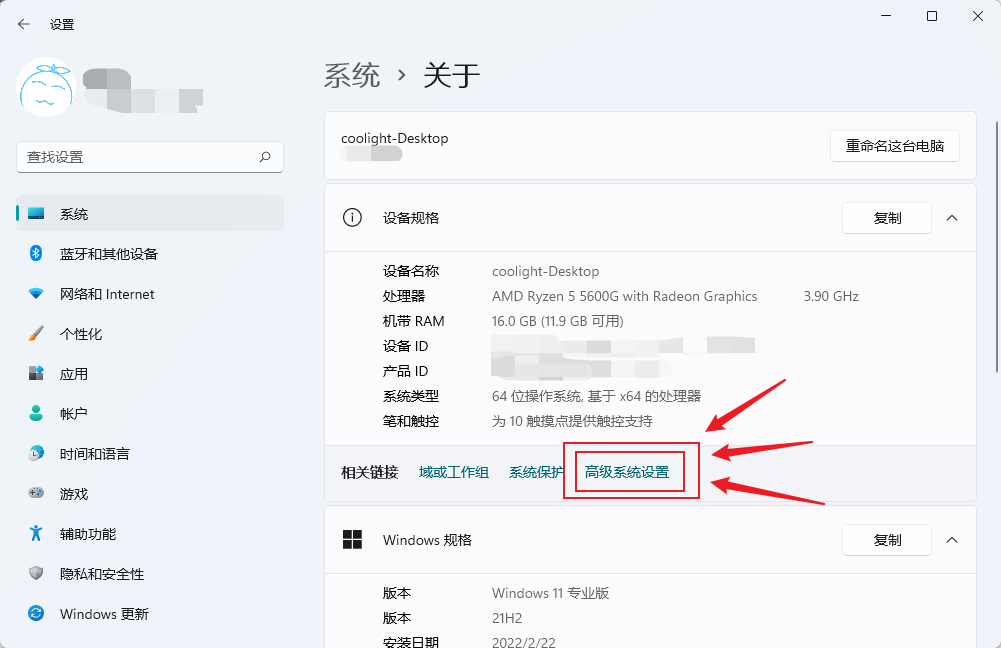 设置
系统 › 关于
查找设置
系统
蓝牙和其他设备
网络和 Internet
个性化
应用
帐户
时间和语言
游戏
辅助功能
隐私和安全性
Windows 更新
coolight-Desktop
重命名这台电脑
设备规格
复制
设备名称 coolight-Desktop
处理器 AMD Ryzen 5 5600G with Radeon Graphics 3.90 GHz
机带 RAM 16.0 GB (11.9 GB 可用)
设备 ID
产品 ID
系统类型 64 位操作系统, 基于 x64 的处理器
笔和触控 为 10 触摸点提供触控支持
相关链接 域或工作组 系统保护 高级系统设置
Windows 规格
复制
版本 Windows 11 专业版
版本 21H2
安装日期 2022/2/22